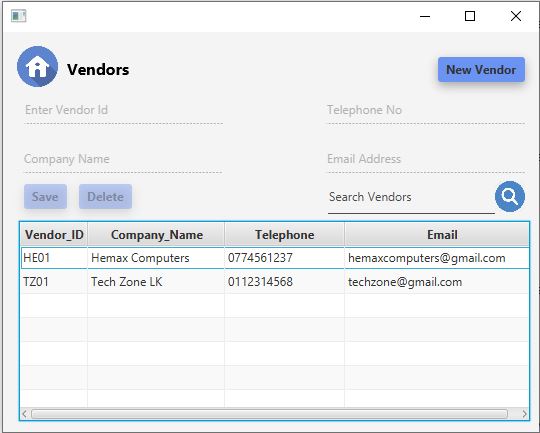 Vendors
New Vendor
Enter Vendor Id Telephone No
Company Name Email Address
Save Delete Search Vendors
Vendor_ID Company_Name Telephone Email
HE01 Hemax Computers 0774561237 hemaxcomputers@gmail.com
TZ01 Tech Zone LK 0112314568 techzone@gmail.com